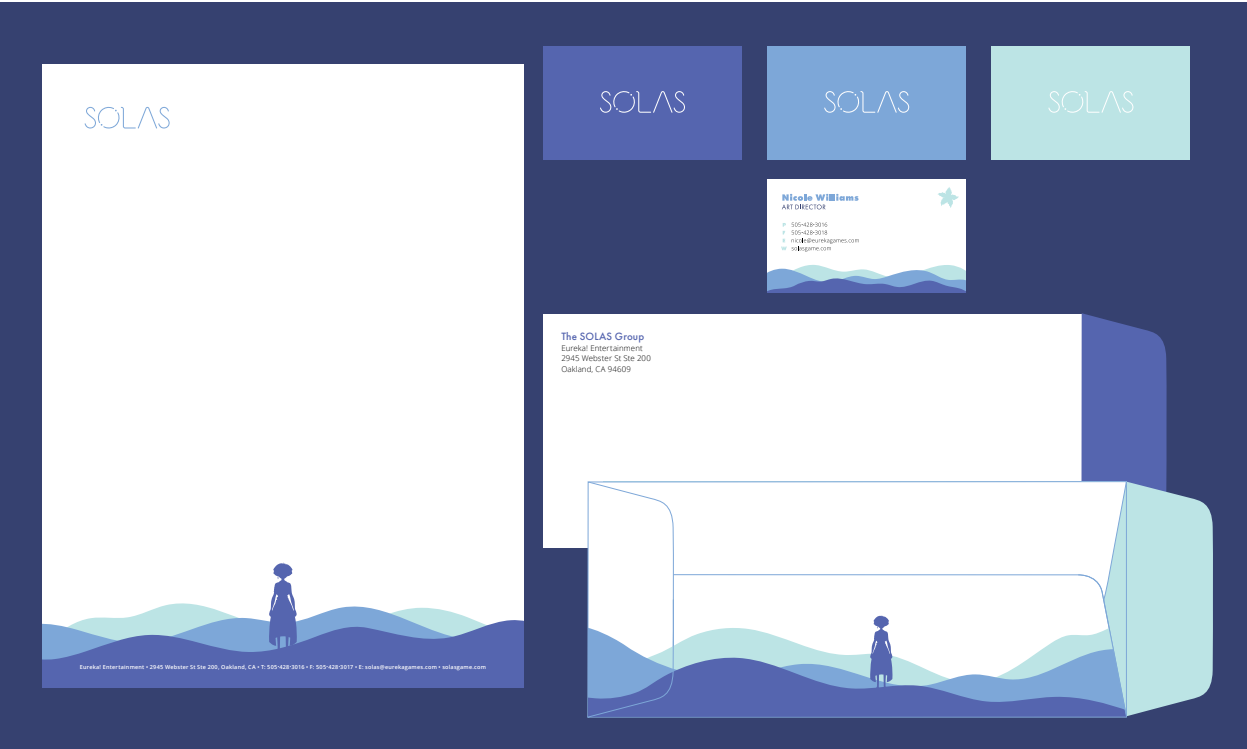 SOLAS
Eureka! Entertainment • 2945 Webster St Ste 200, Oakland, CA • T: 505•428•3016 • F: 505•428•3017 • E: solas@eurekagames.com • solasgame.com
SOLAS
SOLAS
SOLAS
Nicole Williams
ART DIRECTOR
P 505•428•3016
F 505•428•3018
E nicole@eurekagames.com
W solasgame.com
The SOLAS Group
Eureka! Entertainment
2945 Webster St Ste 200
Oakland, CA 94609